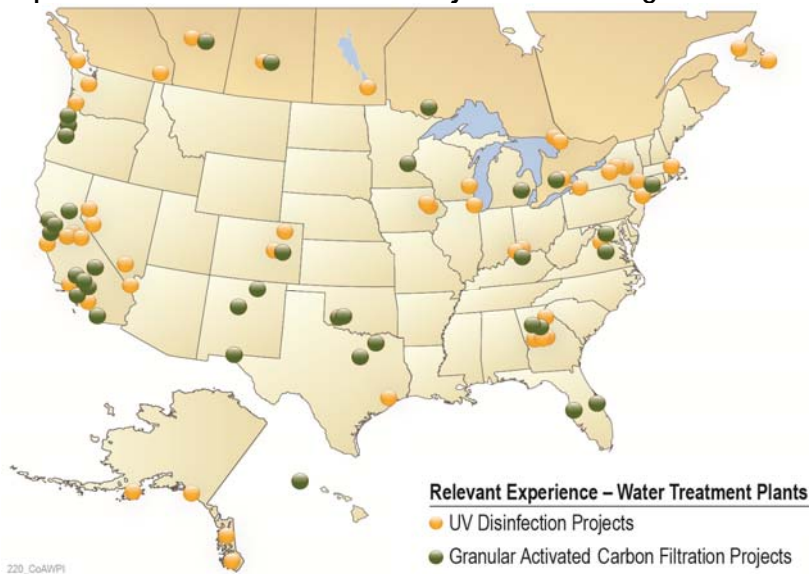 Relevant Experience – Water Treatment Plants
UV Disinfection Projects
Granular Activated Carbon Filtration Projects
220_CoAWPI